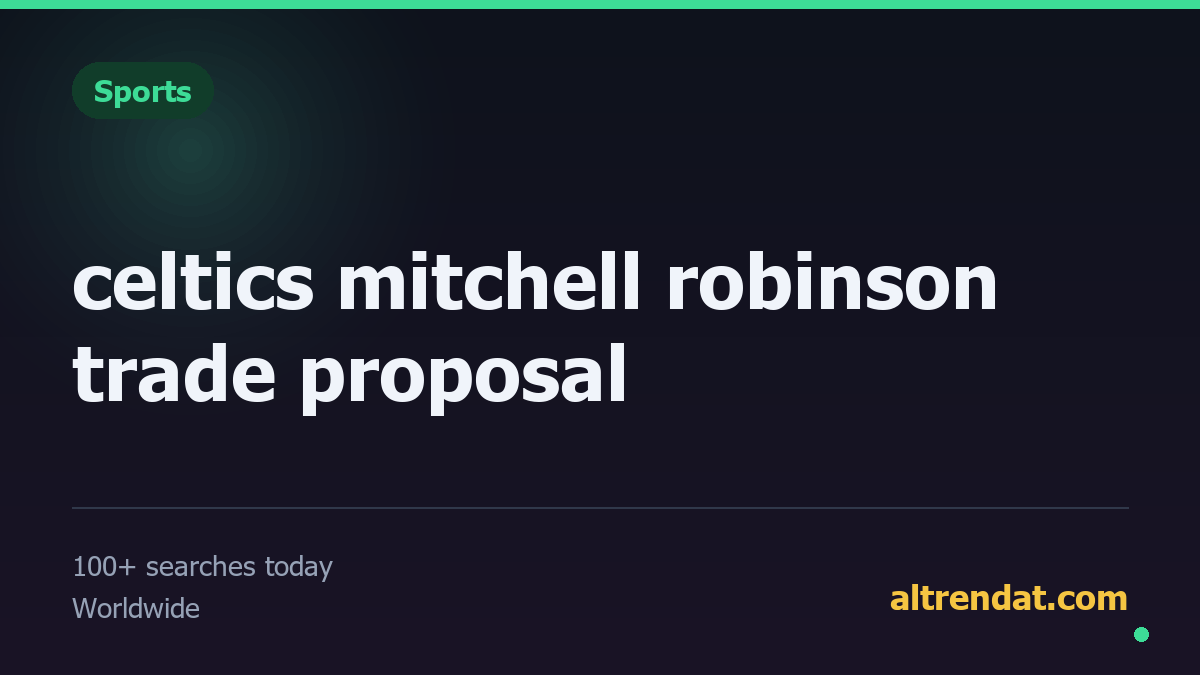 Sports
celtics mitchell robinson
trade proposal
100+ searches today
Worldwide
altrendat.com